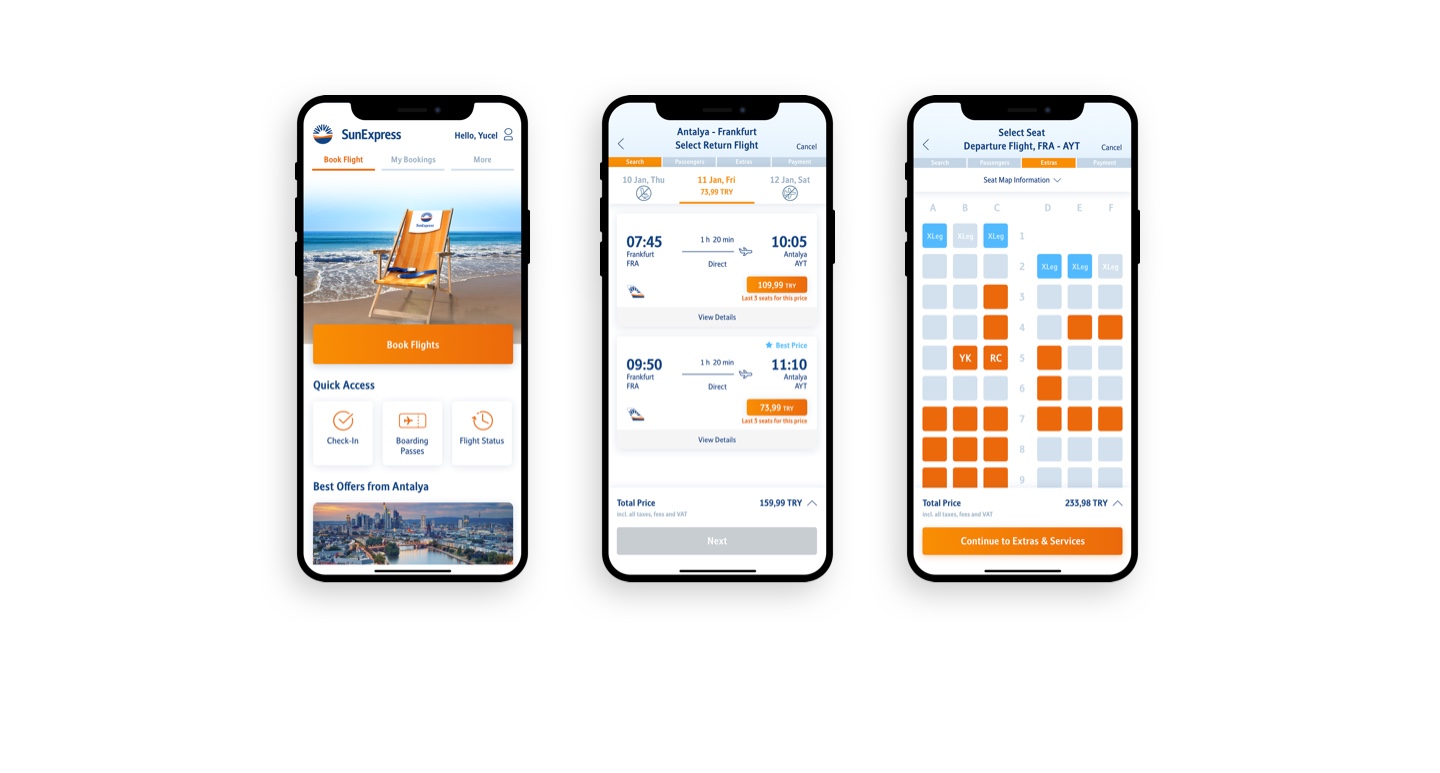 SunExpress
Hello, Yucel
Book Flight
My Bookings
More
SunExpress
Book Flights
Quick Access
Check-In
Boarding
Passes
Flight Status
Best Offers from Antalya
Antalya - Frankfurt
Select Return Flight
Cancel
Search
Passengers
Extras
Payment
10 Jan, Thu
11 Jan, Fri
12 Jan, Sat
73,99 TRY
07:45
1 h 20 min
10:05
Frankfurt
Antalya
FRA
Direct
AYT
109,99 TRY
Last 3 seats for this price
View Details
Best Price
09:50
1 h 20 min
11:10
Frankfurt
Antalya
FRA
Direct
AYT
73,99 TRY
Last 3 seats for this price
View Details
Total Price
159,99 TRY
incl. all taxes, fees and VAT
Next
Select Seat
Departure Flight, FRA - AYT
Cancel
Search
Passengers
Extras
Payment
Seat Map Information
A B C D E F
XLeg XLeg XLeg 1
2 XLeg XLeg XLeg
3
4
YK RC 5
6
7
8
9
Total Price
233,98 TRY
incl. all taxes, fees and VAT
Continue to Extras & Services